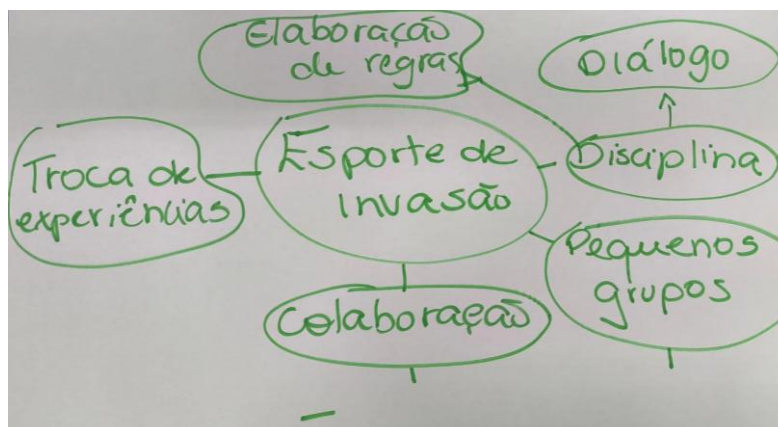 Elaboração
de regras
Diálogo
Troca de
experiências
Esporte de
invasão
Disciplina
Pequenos
grupos
Colaboração